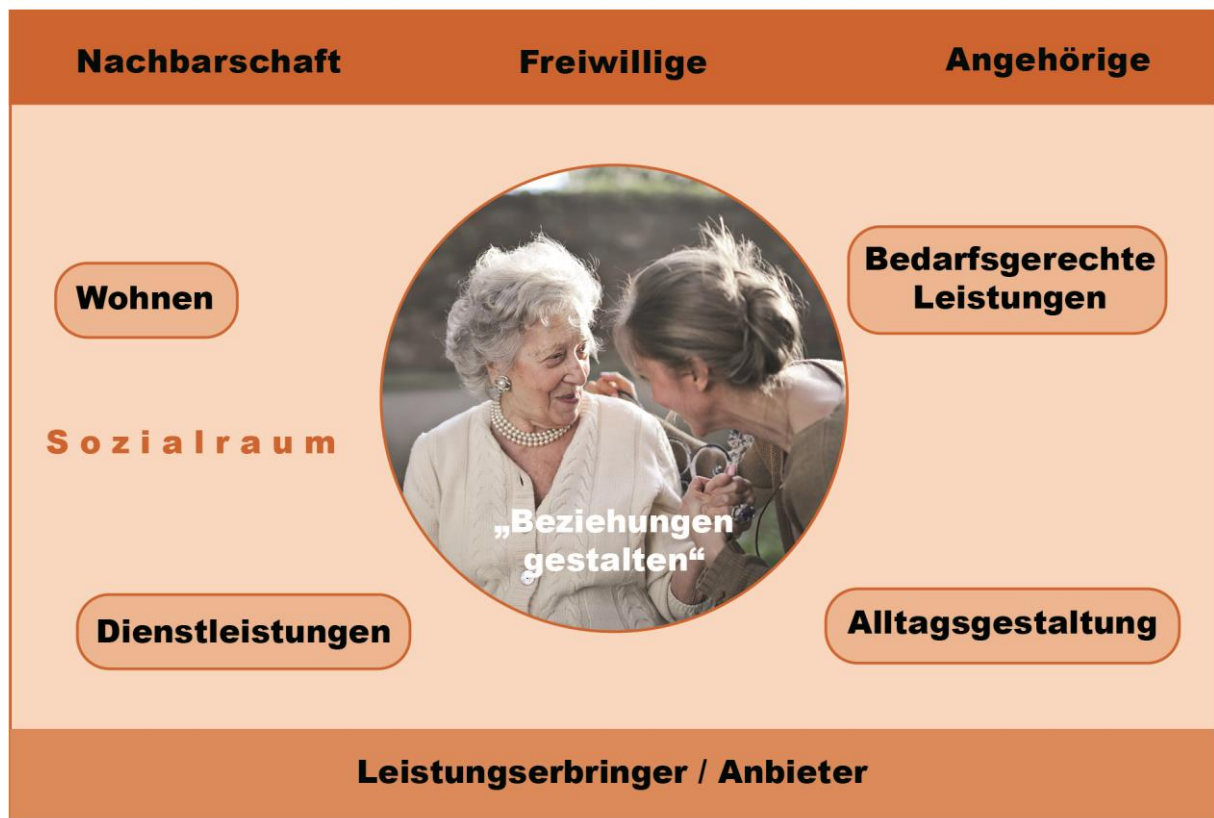 Nachbarschaft
Freiwillige
Angehörige
Bedarfsgerechte
Leistungen
Wohnen
Sozialraum
„Beziehungen
gestalten“
Dienstleistungen
Alltagsgestaltung
Leistungserbringer / Anbieter